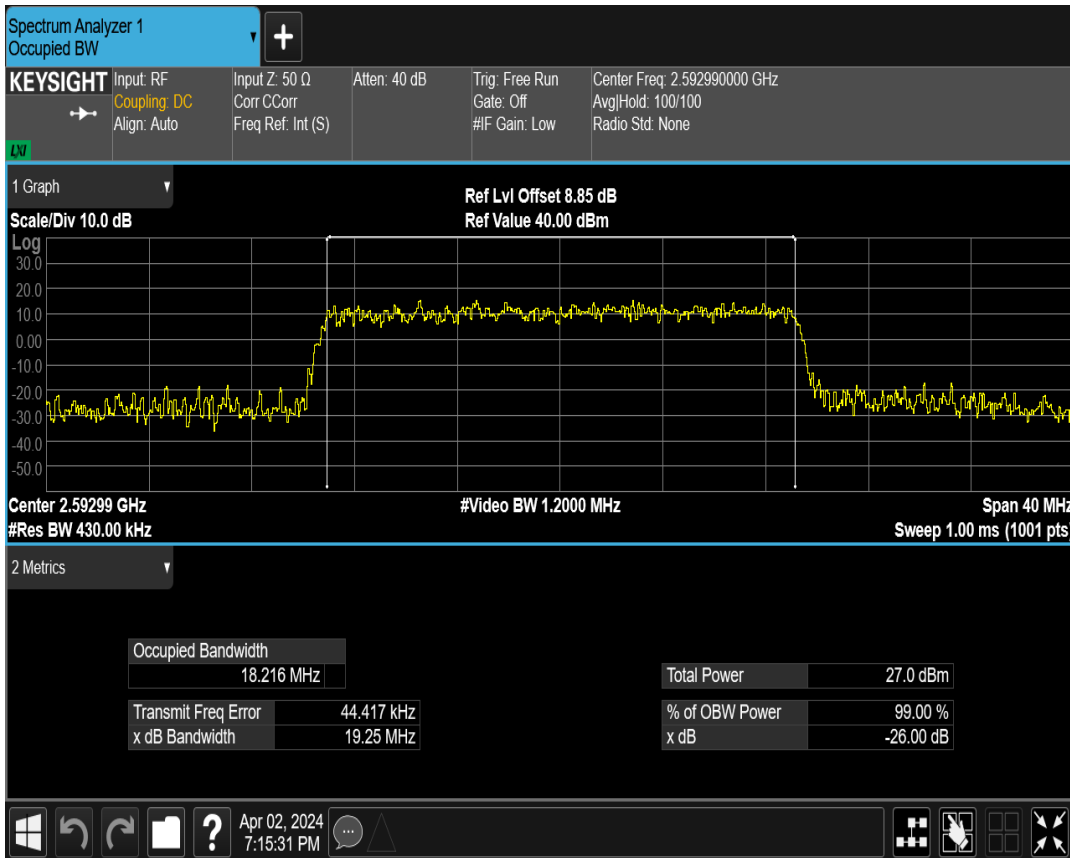 Spectrum Analyzer 1
Occupied BW
▼
+
KEYSIGHT
Input: RF
Coupling: DC
Align: Auto
Input Z: 50 Ω
Corr CCorr
Freq Ref: Int (S)
Atten: 40 dB
Trig: Free Run
Gate: Off
#IF Gain: Low
Center Freq: 2.592990000 GHz
Avg|Hold: 100/100
Radio Std: None
LXI
1 Graph ▼
Ref Lvl Offset 8.85 dB
Scale/Div 10.0 dB
Ref Value 40.00 dBm
Log
30.0
20.0
10.0
0.00
-10.0
-20.0
-30.0
-40.0
-50.0
Center 2.59299 GHz
#Video BW 1.2000 MHz
Span 40 MHz
#Res BW 430.00 kHz
Sweep 1.00 ms (1001 pts)
2 Metrics ▼
Occupied Bandwidth
18.216 MHz
Total Power 27.0 dBm
Transmit Freq Error 44.417 kHz
% of OBW Power 99.00 %
x dB Bandwidth 19.25 MHz
x dB -26.00 dB
?
Apr 02, 2024
7:15:31 PM